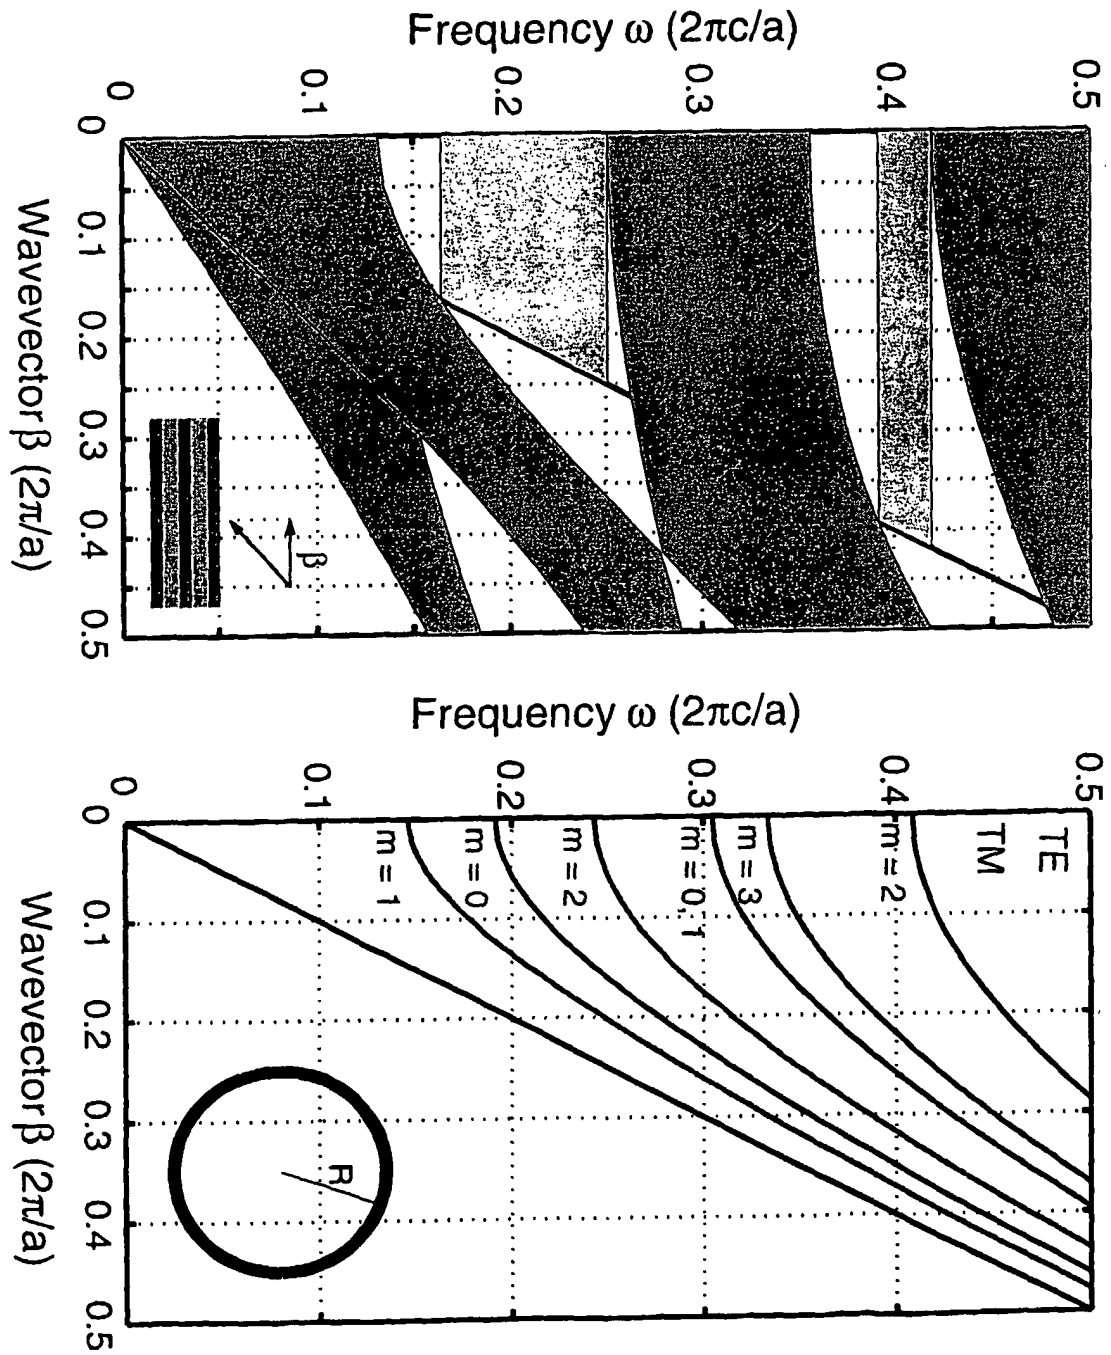 Frequency ω (2πc/a)
0
0.1
0.2
0.3
0.4
0.5
0
0.1
0.2
0.3
0.4
0.5
Wavevector β (2π/a)
β
Frequency ω (2πc/a)
0
0.1
0.2
0.3
0.4
0.5
TE
TM
m = 2
m = 3
m = 0, 1
m = 2
m = 0
m = 1
R
0
0.1
0.2
0.3
0.4
0.5
Wavevector β (2π/a)